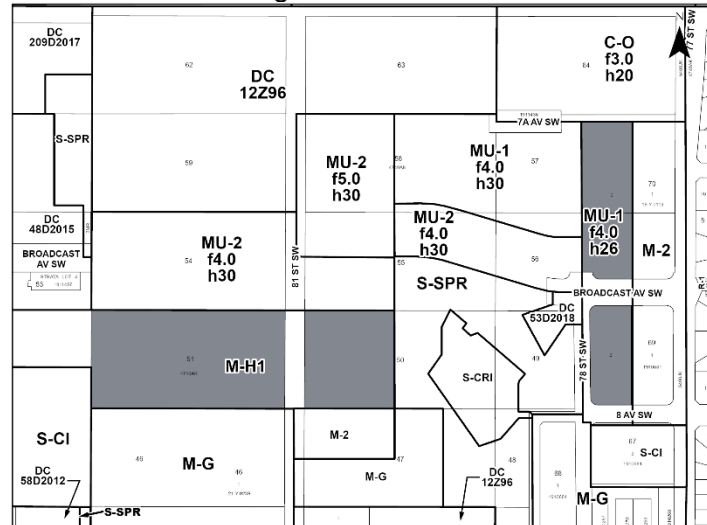 DC
209D2017
62
DC
12Z96
63
64
C-O
f3.0
h20
77 ST SW
S-SPR
7A AV SW
59
MU-2
f5.0
h30
58
MU-1
f4.0
h30
57
70
DC
48D2015
MU-2
f4.0
h30
MU-1
f4.0
h26
M-2
BROADCAST
AV SW
53
54
MU-2
f4.0
h30
81 ST SW
55
56
S-SPR
BROADCAST AV SW
R-1
DC
53D2018
51
M-H1
50
S-CRI
49
78 ST SW
69
8 AV SW
S-CI
M-2
67
S-CI
46
M-G
46
47
48
M-G
68
DC
58D2012
DC
12Z96
M-G
S-SPR